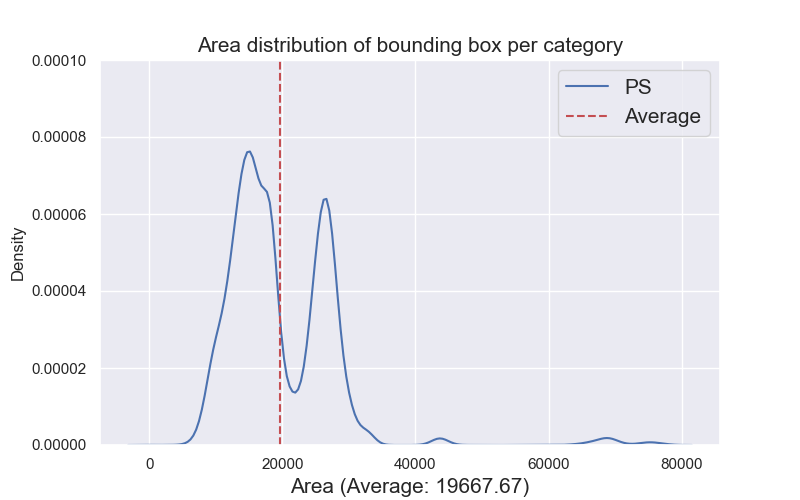 Area distribution of bounding box per category
0.00010
0.00008
0.00006
0.00004
0.00002
0.00000
Density
PS
Average
0 20000 40000 60000 80000
Area (Average: 19667.67)